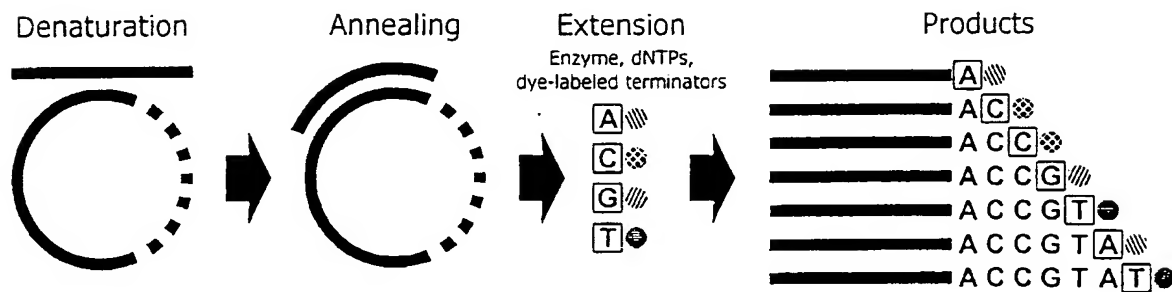 Denaturation
Annealing
Extension
Enzyme, dNTPs,
dye-labeled terminators
A
C
G
T
Products
A
A C
A C C
A C C G
A C C G T
A C C G T A
A C C G T A T